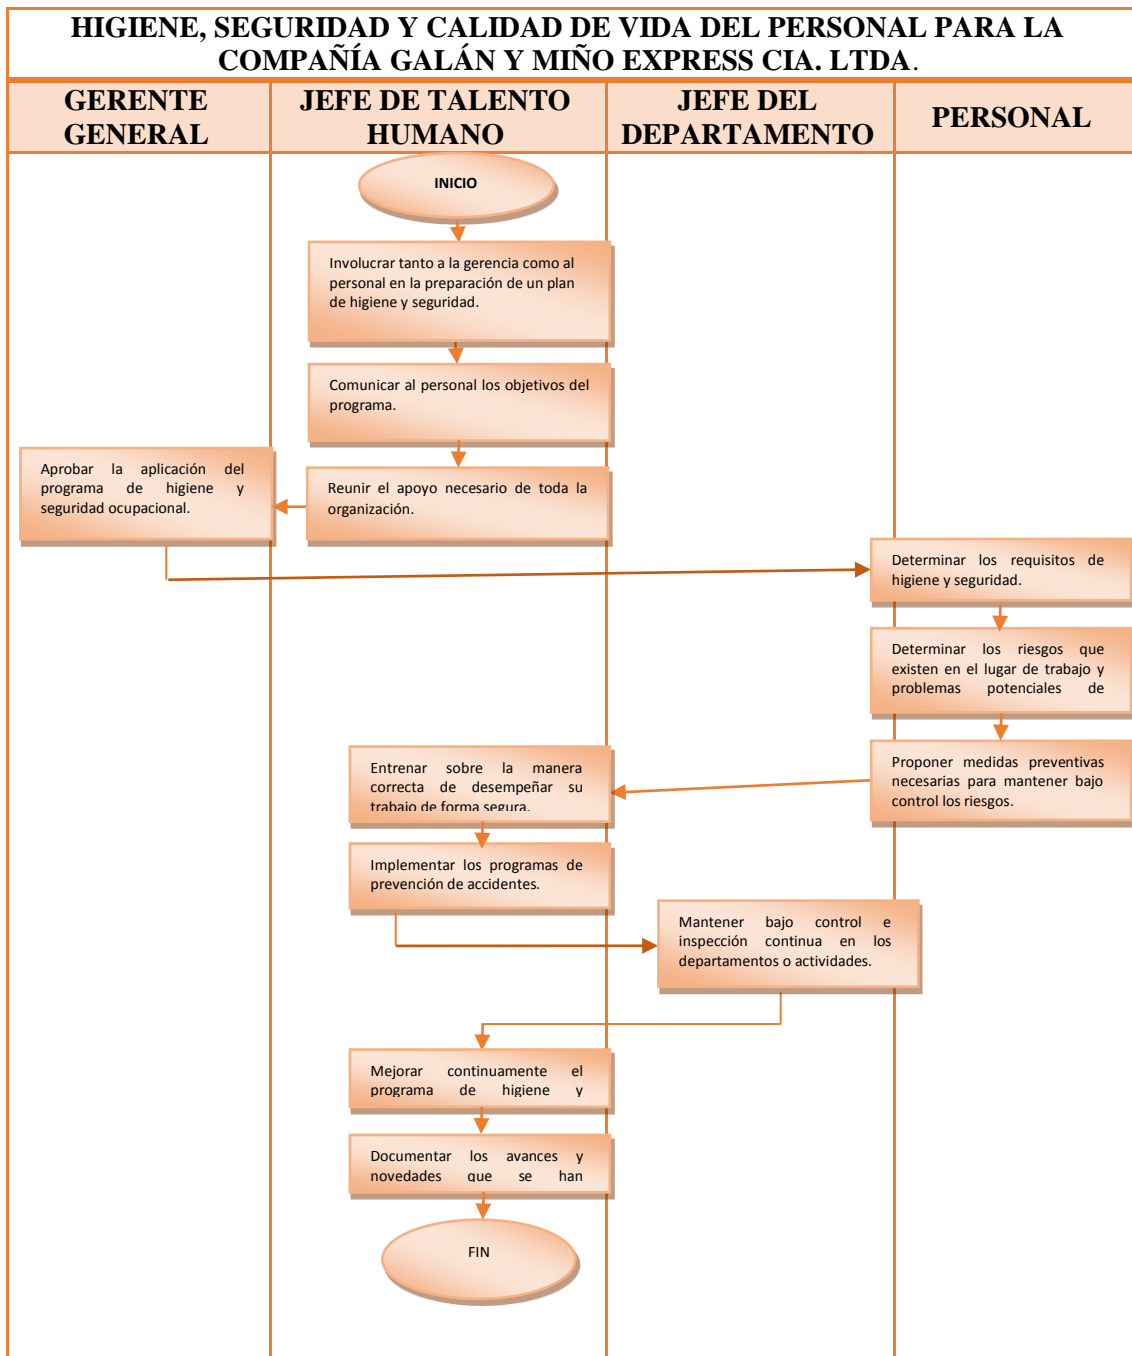 HIGIENE, SEGURIDAD Y CALIDAD DE VIDA DEL PERSONAL PARA LA
COMPAÑÍA GALÁN Y MIÑO EXPRESS CIA. LTDA.
GERENTE
GENERAL
JEFE DE TALENTO
HUMANO
JEFE DEL
DEPARTAMENTO
PERSONAL
INICIO
Involucrar tanto a la gerencia como al
personal en la preparación de un plan
de higiene y seguridad.
Comunicar al personal los objetivos del
programa.
Reunir el apoyo necesario de toda la
organización.
Aprobar la aplicación del
programa de higiene y
seguridad ocupacional.
Determinar los requisitos de
higiene y seguridad.
Determinar los riesgos que
existen en el lugar de trabajo y
problemas potenciales de
Proponer medidas preventivas
necesarias para mantener bajo
control los riesgos.
Entrenar sobre la manera
correcta de desempeñar su
trabajo de forma segura.
Implementar los programas de
prevención de accidentes.
Mantener bajo control e
inspección continua en los
departamentos o actividades.
Mejorar continuamente el
programa de higiene y
Documentar los avances y
novedades que se han
FIN